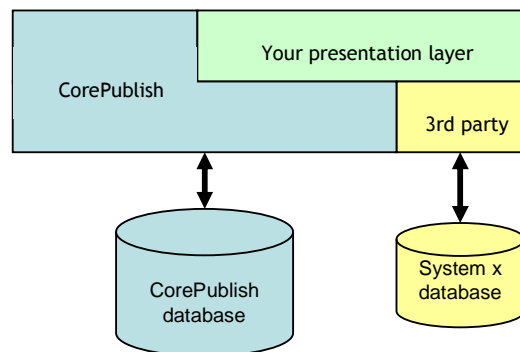 Your presentation layer
CorePublish
3rd party
CorePublish
database
System x
database